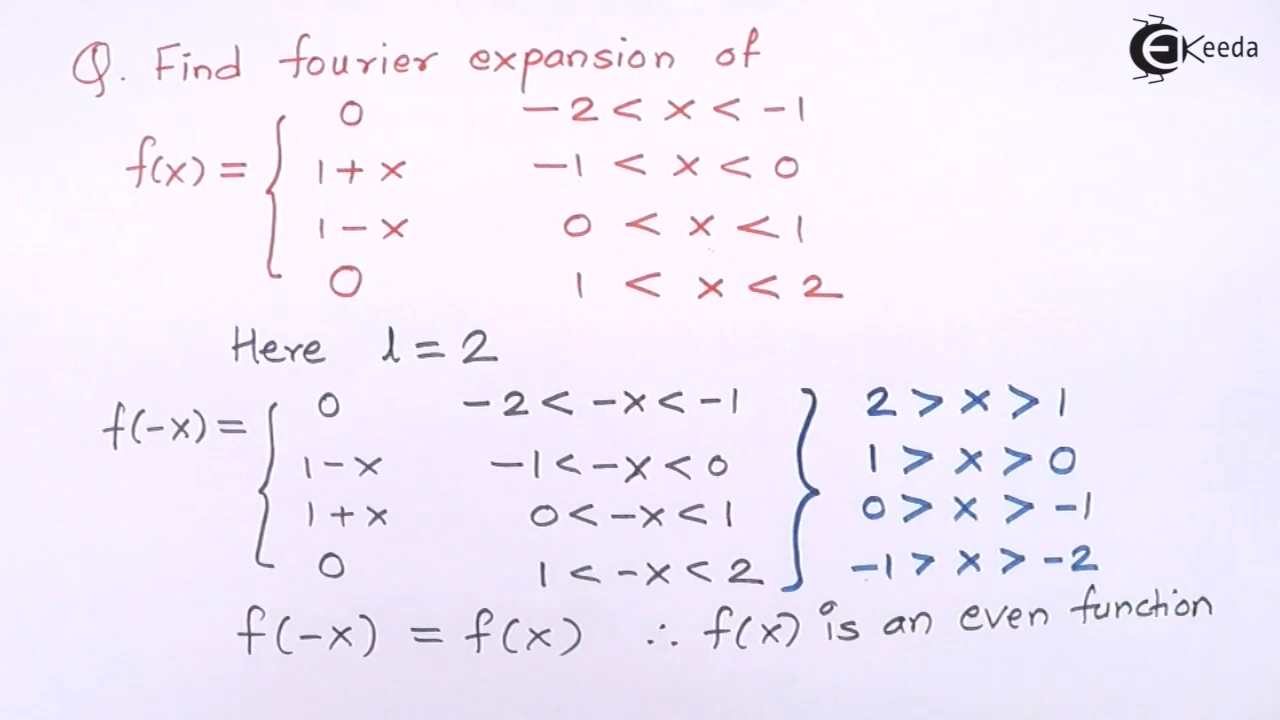 Q. Find fourier expansion of
Keeda
f(x) = { 0 -2 < x < -1
1 + x -1 < x < 0
1 - x 0 < x < 1
0 1 < x < 2
Here l = 2
f(-x) = { 0 -2 < -x < -1 } 2 > x > 1
1 - x -1 < -x < 0 1 > x > 0
1 + x 0 < -x < 1 0 > x > -1
0 1 < -x < 2 -1 > x > -2
f(-x) = f(x) ∴ f(x) is an even function